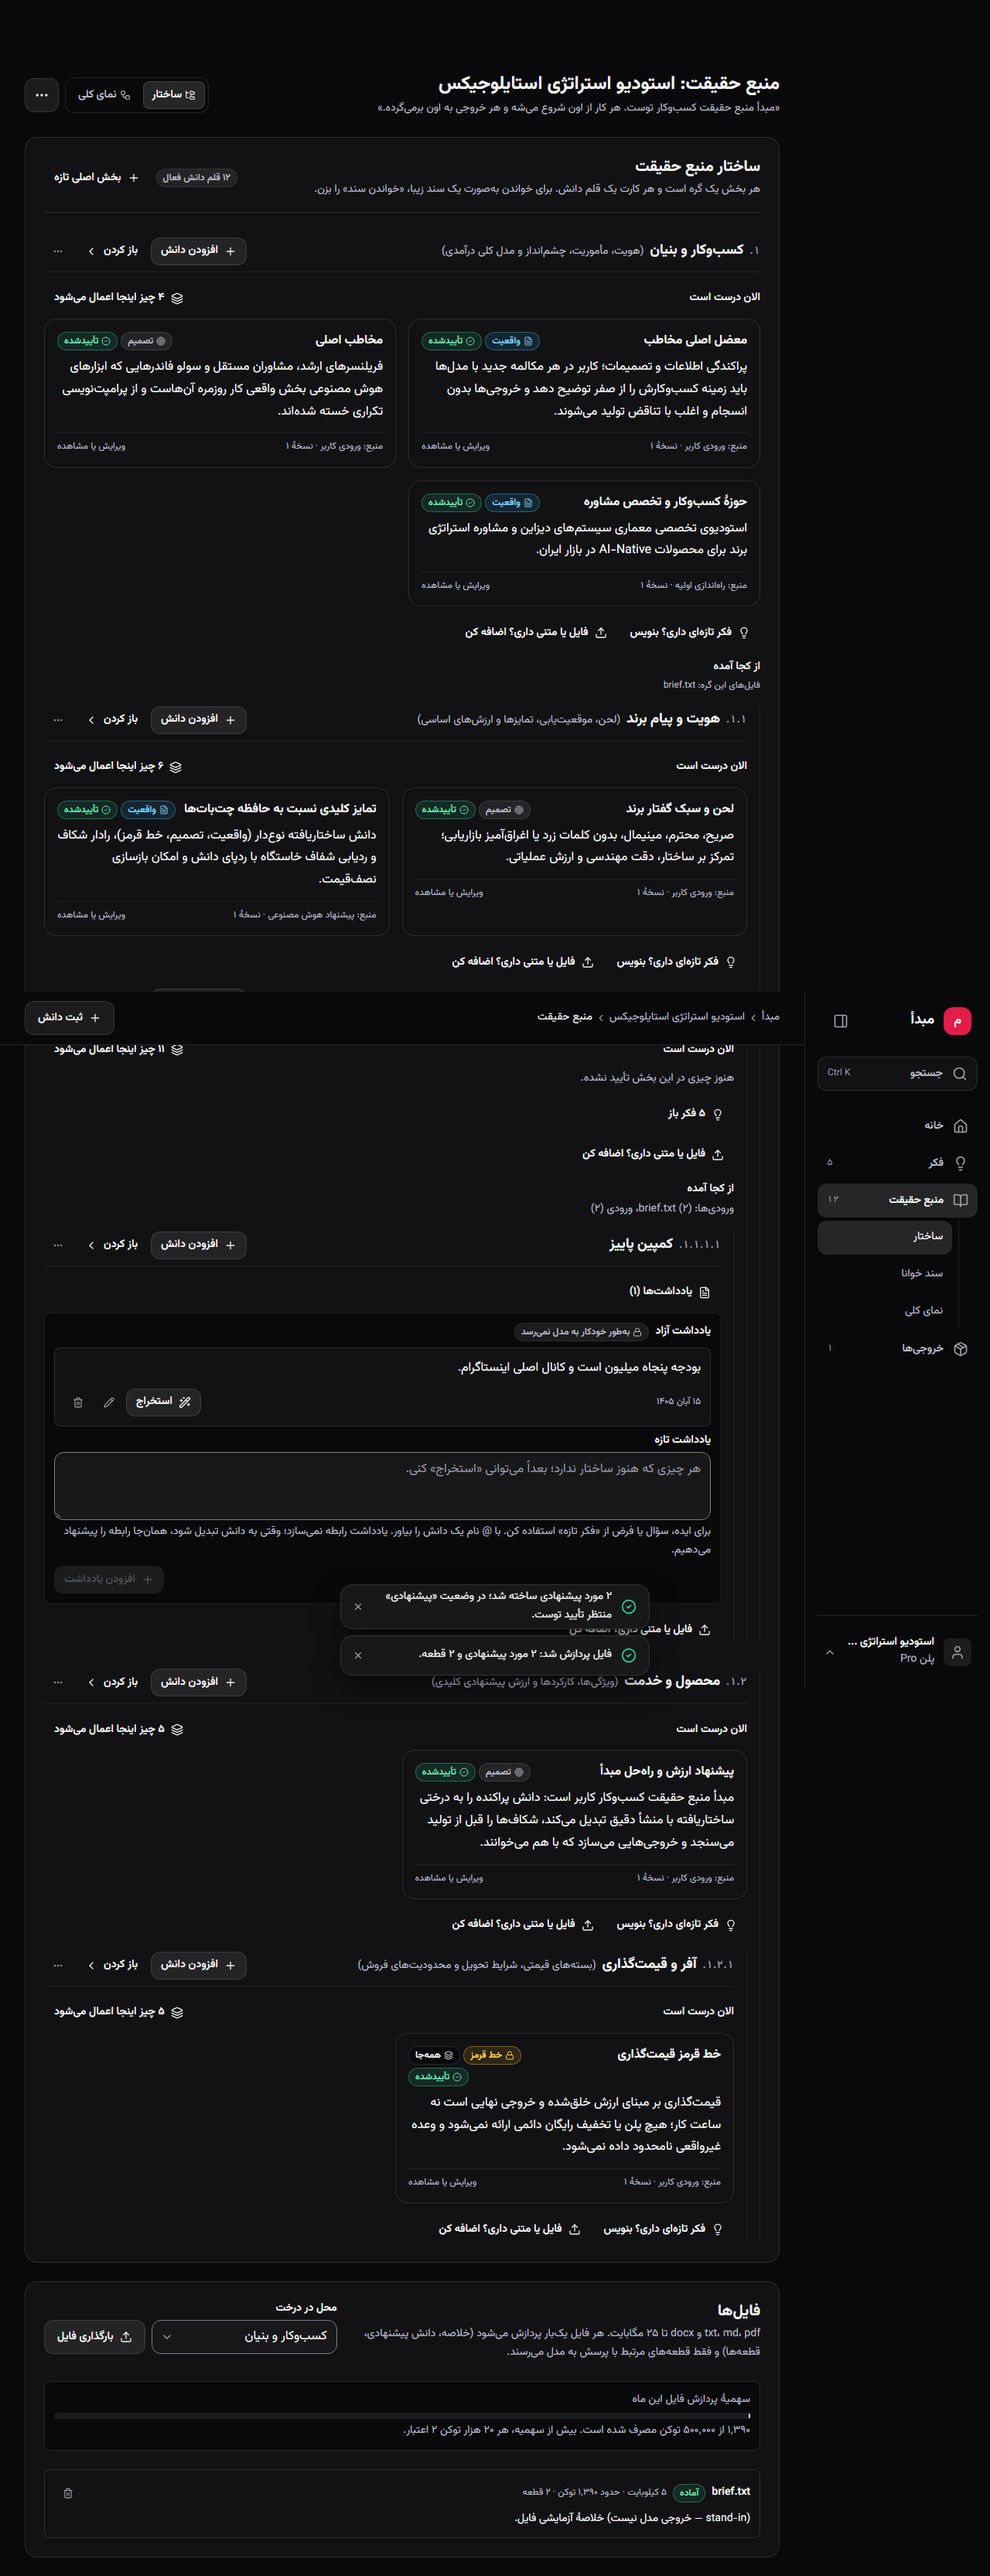 منبع حقیقت: استودیو استراتژی استایلوجیکس
«مبدأ منبع حقیقت کسب‌وکار توست. هر کار از اون شروع می‌شه و هر خروجی به اون برمی‌گرده.»
ساختار
نمای کلی
ساختار منبع حقیقت
هر بخش یک گره است و هر کارت یک قلم دانش. برای خواندن به‌صورت یک سند زیبا، «خواندن سند» را بزن.
۱۲ قلم دانش فعال
بخش اصلی تازه
۱. کسب‌وکار و بنیان (هویت، مأموریت، چشم‌انداز و مدل کلی درآمدی)
افزودن دانش
باز کردن
الان درست است
۴ چیز اینجا اعمال می‌شود
معضل اصلی مخاطب
واقعیت
تأییدشده
پراکندگی اطلاعات و تصمیمات؛ کاربر در هر مکالمه جدید با مدل‌ها
باید زمینه کسب‌وکارش را از صفر توضیح دهد و خروجی‌ها بدون
انسجام و اغلب با تناقض تولید می‌شوند.
منبع: ورودی کاربر · نسخهٔ ۱
ویرایش یا مشاهده
مخاطب اصلی
تصمیم
تأییدشده
فریلنسرهای ارشد، مشاوران مستقل و سولو فاندرهایی که ابزارهای
هوش مصنوعی بخش واقعی کار روزمره آن‌هاست و از پرامپت‌نویسی
تکراری خسته شده‌اند.
منبع: ورودی کاربر · نسخهٔ ۱
ویرایش یا مشاهده
حوزهٔ کسب‌وکار و تخصص مشاوره
واقعیت
تأییدشده
استودیوی تخصصی معماری سیستم‌های دیزاین و مشاوره استراتژی
برند برای محصولات AI-Native در بازار ایران.
منبع: راه‌اندازی اولیه · نسخهٔ ۱
ویرایش یا مشاهده
فکر تازه‌ای داری؟ بنویس
فایل یا متنی داری؟ اضافه کن
از کجا آمده
فایل‌های این گره: brief.txt
۱.۱. هویت و پیام برند (لحن، موقعیت‌یابی، تمایزها و ارزش‌های اساسی)
افزودن دانش
باز کردن
الان درست است
۶ چیز اینجا اعمال می‌شود
لحن و سبک گفتار برند
تصمیم
تأییدشده
صریح، محترم، مینیمال، بدون کلمات زرد یا اغراق‌آمیز بازاریابی؛
تمرکز بر ساختار، دقت مهندسی و ارزش عملیاتی.
منبع: ورودی کاربر · نسخهٔ ۱
ویرایش یا مشاهده
تمایز کلیدی نسبت به حافظه چت‌بات‌ها
واقعیت
تأییدشده
دانش ساختاریافته نوع‌دار (واقعیت، تصمیم، خط قرمز)، رادار شکاف
و ردیابی شفاف خاستگاه با ردپای دانش و امکان بازسازی
نصف‌قیمت.
منبع: پیشنهاد هوش مصنوعی · نسخهٔ ۱
ویرایش یا مشاهده
فکر تازه‌ای داری؟ بنویس
فایل یا متنی داری؟ اضافه کن
م
مبدأ
مبدأ › استودیو استراتژی استایلوجیکس › منبع حقیقت
ثبت دانش
جستجو
Ctrl K
خانه
فکر
۵
منبع حقیقت
۱۲
ساختار
سند خوانا
نمای کلی
خروجی‌ها
۱
استودیو استراتژی ...
پلن Pro
الان درست است
۱۱ چیز اینجا اعمال می‌شود
هنوز چیزی در این بخش تأیید نشده.
۵ فکر باز
فایل یا متنی داری؟ اضافه کن
از کجا آمده
ورودی‌ها: brief.txt (۲)، ورودی (۲)
۱.۱.۱.۱. کمپین پاییز
افزودن دانش
باز کردن
یادداشت‌ها (۱)
یادداشت آزاد
به‌طور خودکار به مدل نمی‌رسد
بودجه پنجاه میلیون است و کانال اصلی اینستاگرام.
۱۵ آبان ۱۴۰۵
استخراج
یادداشت تازه
هر چیزی که هنوز ساختار ندارد؛ بعداً می‌توانی «استخراج» کنی.
برای ایده، سؤال یا فرض از «فکر تازه» استفاده کن. با @ نام یک دانش را بیاور. یادداشت رابطه نمی‌سازد؛ وقتی به دانش تبدیل شود، همان‌جا رابطه را پیشنهاد
می‌دهیم.
افزودن یادداشت
۲ مورد پیشنهادی ساخته شد؛ در وضعیت «پیشنهادی»
منتظر تأیید توست.
فایل یا متنی داری؟ اضافه کن
فایل پردازش شد: ۲ مورد پیشنهادی و ۲ قطعه.
۱.۲. محصول و خدمت (ویژگی‌ها، کارکردها و ارزش پیشنهادی کلیدی)
افزودن دانش
باز کردن
الان درست است
۵ چیز اینجا اعمال می‌شود
پیشنهاد ارزش و راه‌حل مبدأ
تصمیم
تأییدشده
مبدأ منبع حقیقت کسب‌وکار کاربر است: دانش پراکنده را به درختی
ساختاریافته با منشأ دقیق تبدیل می‌کند، شکاف‌ها را قبل از تولید
می‌سنجد و خروجی‌هایی می‌سازد که با هم می‌خوانند.
منبع: ورودی کاربر · نسخهٔ ۱
ویرایش یا مشاهده
فکر تازه‌ای داری؟ بنویس
فایل یا متنی داری؟ اضافه کن
۱.۲.۱. آفر و قیمت‌گذاری (بسته‌های قیمتی، شرایط تحویل و محدودیت‌های فروش)
افزودن دانش
باز کردن
الان درست است
۵ چیز اینجا اعمال می‌شود
خط قرمز قیمت‌گذاری
خط قرمز
همه‌جا
تأییدشده
قیمت‌گذاری بر مبنای ارزش خلق‌شده و خروجی نهایی است نه
ساعت کار؛ هیچ پلن یا تخفیف رایگان دائمی ارائه نمی‌شود و وعده
غیرواقعی نامحدود داده نمی‌شود.
منبع: ورودی کاربر · نسخهٔ ۱
ویرایش یا مشاهده
فکر تازه‌ای داری؟ بنویس
فایل یا متنی داری؟ اضافه کن
فایل‌ها
txt، md، pdf و docx تا ۲۵ مگابایت. هر فایل یک‌بار پردازش می‌شود (خلاصه، دانش پیشنهادی،
قطعه‌ها) و فقط قطعه‌های مرتبط با پرسش به مدل می‌رسند.
محل در درخت
کسب‌وکار و بنیان
بارگذاری فایل
سهمیهٔ پردازش فایل این ماه
۱,۳۹۰ از ۵۰۰,۰۰۰ توکن مصرف شده است. بیش از سهمیه، هر ۲۰ هزار توکن ۲ اعتبار.
brief.txt
آماده
۵ کیلوبایت · حدود ۱,۳۹۰ توکن · ۲ قطعه
(stand-in — خروجی مدل نیست) خلاصهٔ آزمایشی فایل.